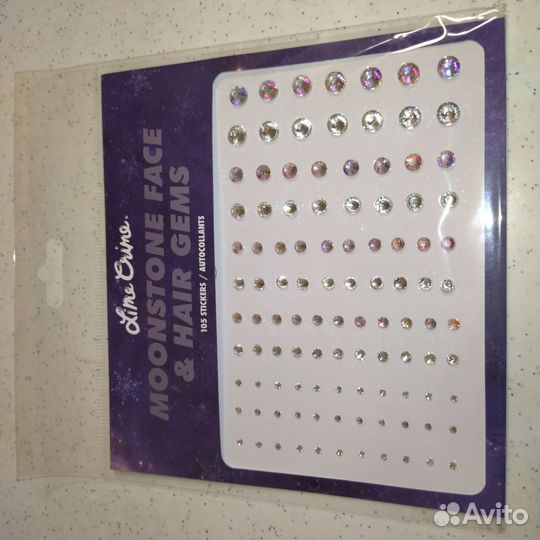 Lime Crime.
MOONSTONE FACE
& HAIR GEMS
105 STICKERS / AUTOCOLLANTS
Avito